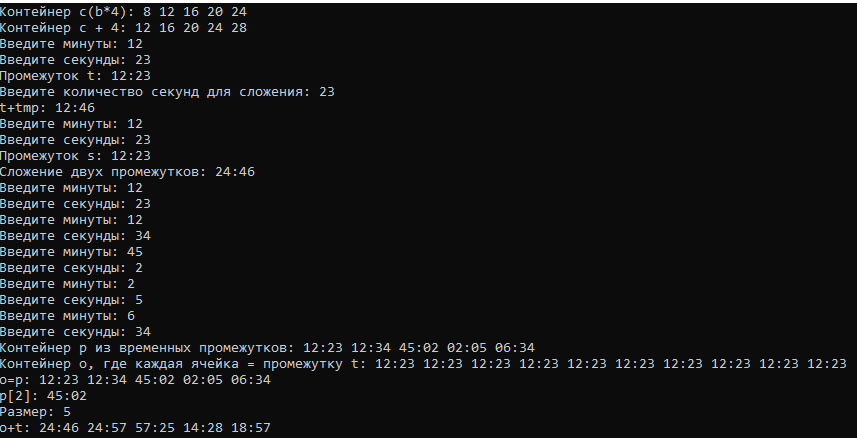 Контейнер c(b*4): 8 12 16 20 24
Контейнер c + 4: 12 16 20 24 28
Введите минуты: 12
Введите секунды: 23
Промежуток t: 12:23
Введите количество секунд для сложения: 23
t+tmp: 12:46
Введите минуты: 12
Введите секунды: 23
Промежуток s: 12:23
Сложение двух промежутков: 24:46
Введите минуты: 12
Введите секунды: 23
Введите минуты: 12
Введите секунды: 34
Введите минуты: 45
Введите секунды: 2
Введите минуты: 2
Введите секунды: 5
Введите минуты: 6
Введите секунды: 34
Контейнер p из временных промежутков: 12:23 12:34 45:02 02:05 06:34
Контейнер o, где каждая ячейка = промежутку t: 12:23 12:23 12:23 12:23 12:23 12:23 12:23 12:23 12:23 12:23
o=p: 12:23 12:34 45:02 02:05 06:34
p[2]: 45:02
Размер: 5
o+t: 24:46 24:57 57:25 14:28 18:57